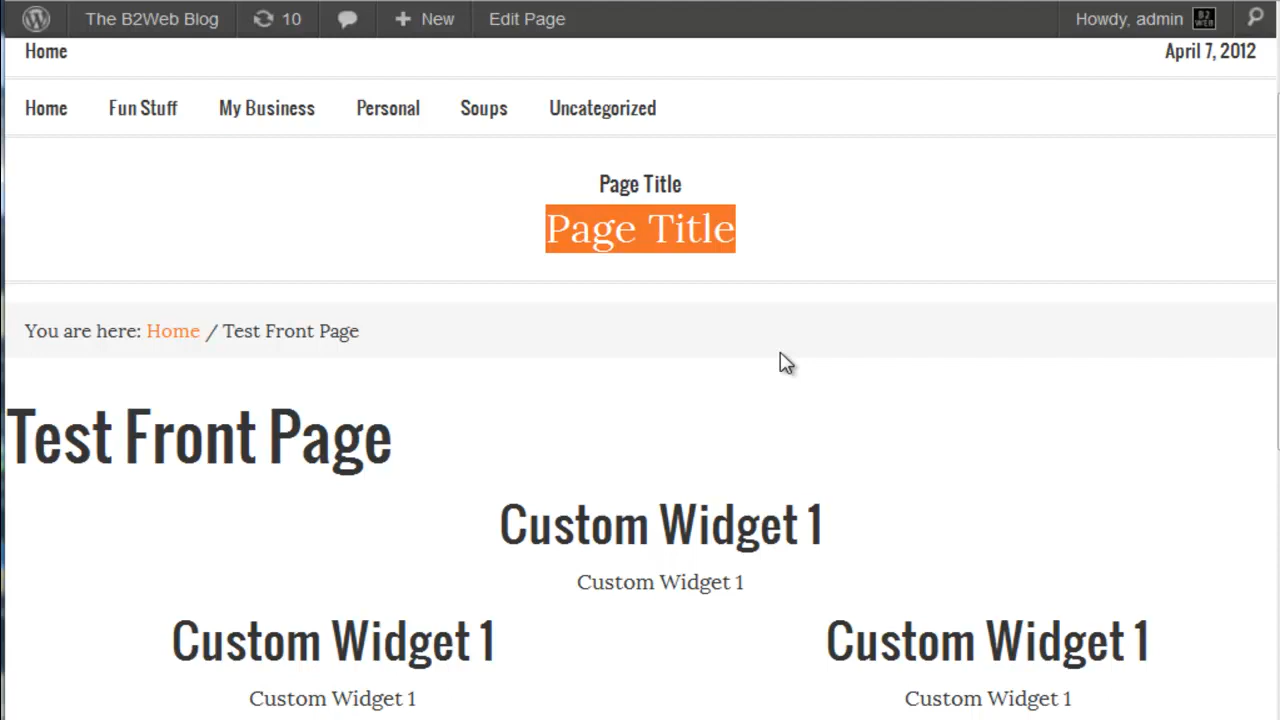 The B2Web Blog 10 New Edit Page Howdy, admin B2 WEB
Home April 7, 2012
Home Fun Stuff My Business Personal Soups Uncategorized
Page Title
Page Title
You are here: Home / Test Front Page
Test Front Page
Custom Widget 1
Custom Widget 1
Custom Widget 1 Custom Widget 1
Custom Widget 1 Custom Widget 1